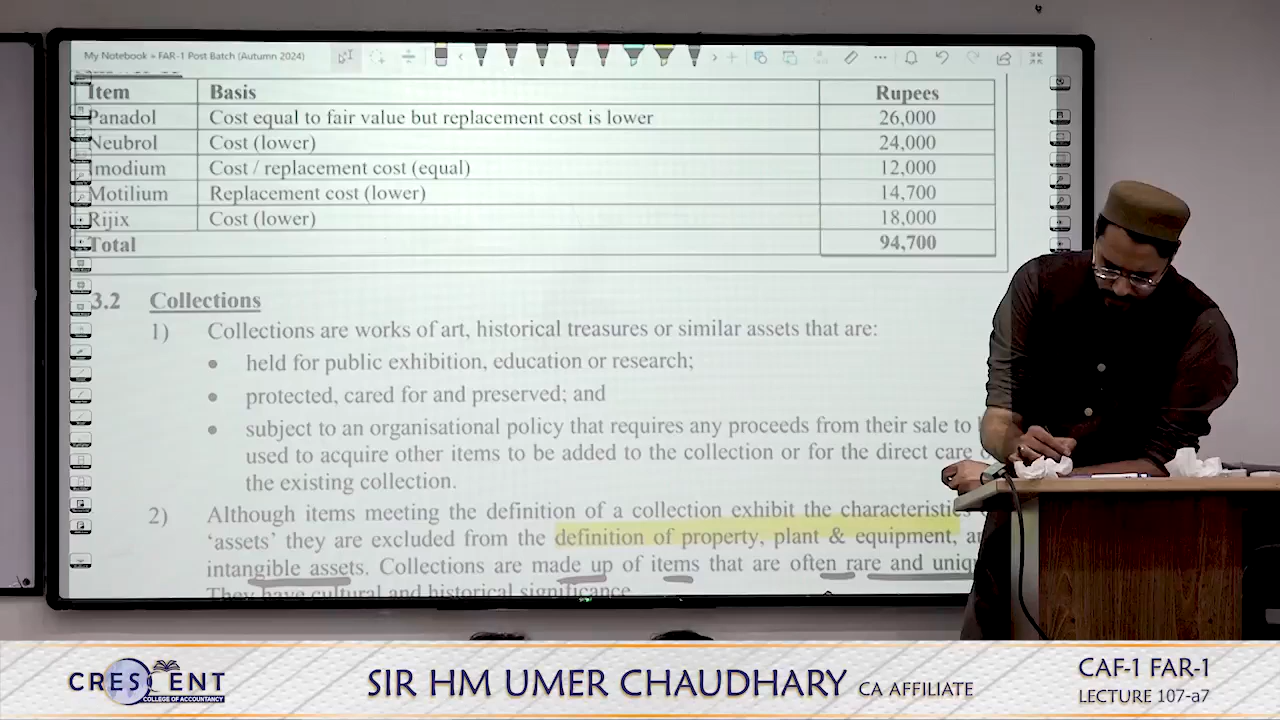 My Notebook » FAR-1 Post Batch (Autumn 2024)
Item Basis Rupees
Panadol Cost equal to fair value but replacement cost is lower 26,000
Neubrol Cost (lower) 24,000
Imodium Cost / replacement cost (equal) 12,000
Motilium Replacement cost (lower) 14,700
Rijix Cost (lower) 18,000
Total 94,700
3.2 Collections
1) Collections are works of art, historical treasures or similar assets that are:
• held for public exhibition, education or research;
• protected, cared for and preserved; and
• subject to an organisational policy that requires any proceeds from their sale to
used to acquire other items to be added to the collection or for the direct care
the existing collection.
2) Although items meeting the definition of a collection exhibit the
'assets' they are excluded from the definition of property, plant & equipment,
intangible assets. Collections are made up of items that are often rare and
They have cultural and historical significance
CRESCENT
COLLEGE OF ACCOUNTANCY
SIR HM UMER CHAUDHARY CA AFFILIATE
CAF-1 FAR-1
LECTURE 107-a7